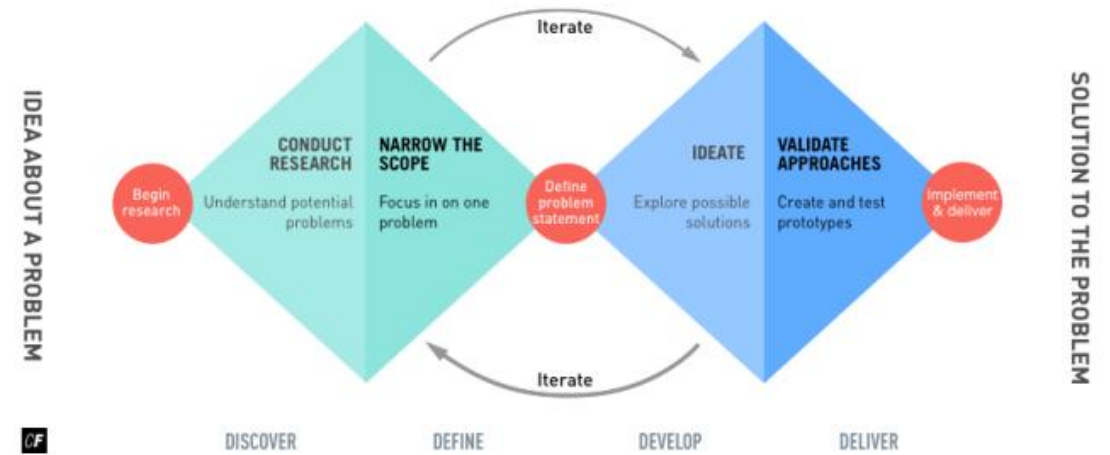 Iterate
IDEA ABOUT A PROBLEM
SOLUTION TO THE PROBLEM
CONDUCT
RESEARCH
Understand potential
problems
NARROW THE
SCOPE
Focus in on one
problem
IDEATE
Explore possible
solutions
VALIDATE
APPROACHES
Create and test
prototypes
Begin
research
Define
problem
statement
Implement
& deliver
Iterate
CF
DISCOVER
DEFINE
DEVELOP
DELIVER